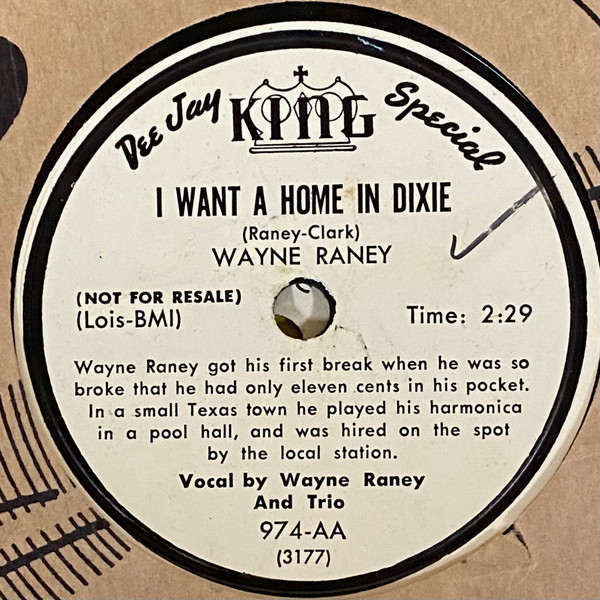 Dee Jay KING Special
I WANT A HOME IN DIXIE
(Raney-Clark)
WAYNE RANEY
(NOT FOR RESALE)
(Lois-BMI) Time: 2:29
Wayne Raney got his first break when he was so
broke that he had only eleven cents in his pocket.
In a small Texas town he played his harmonica
in a pool hall, and was hired on the spot
by the local station.
Vocal by Wayne Raney
And Trio
974-AA
(3177)